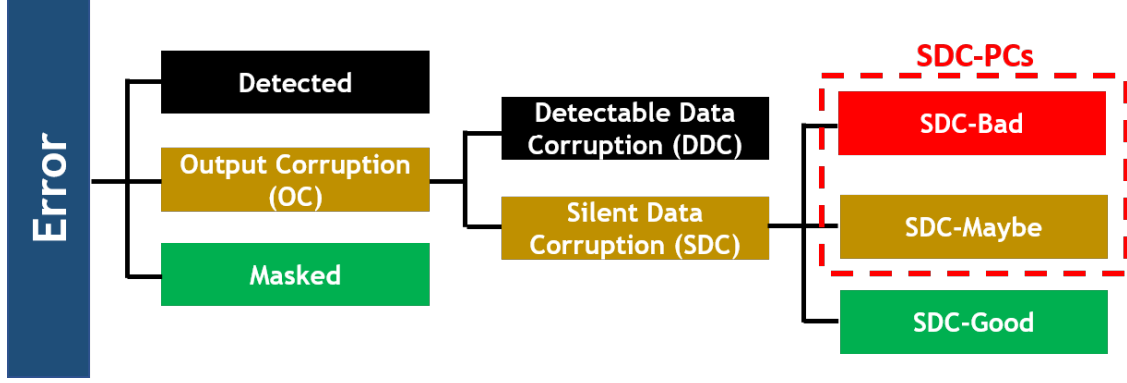 Error
Detected
Output Corruption
(OC)
Masked
Detectable Data
Corruption (DDC)
Silent Data
Corruption (SDC)
SDC-PCs
SDC-Bad
SDC-Maybe
SDC-Good